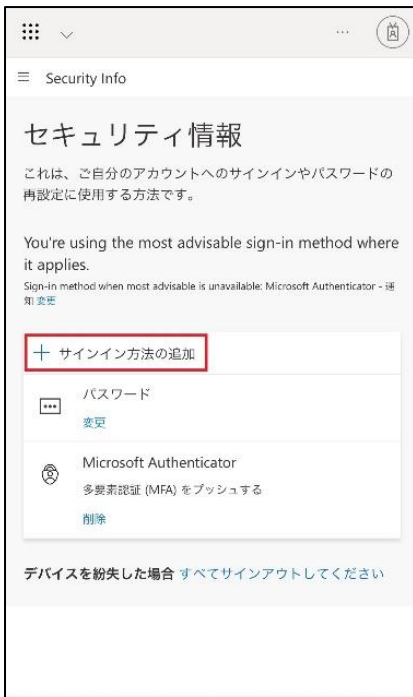 ...
Security Info
セキュリティ情報
これは、ご自分のアカウントへのサインインやパスワードの
再設定に使用する方法です。
You're using the most advisable sign-in method where
it applies.
Sign-in method when most advisable is unavailable: Microsoft Authenticator - 通
知 変更
+ サインイン方法の追加
パスワード
変更
Microsoft Authenticator
多要素認証 (MFA) をプッシュする
削除
デバイスを紛失した場合 すべてサインアウトしてください